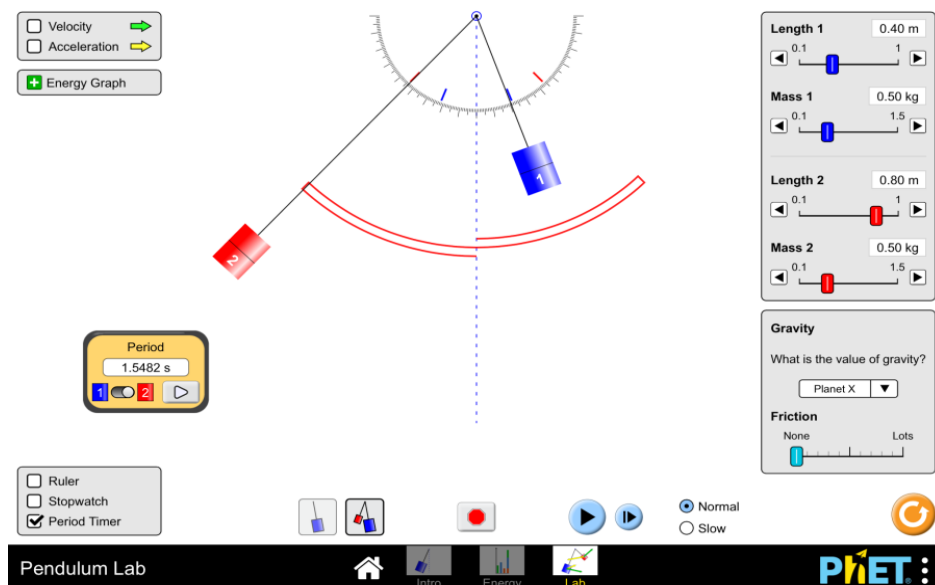 Velocity
Acceleration
Energy Graph
Length 1 0.40 m
0.1 1
Mass 1 0.50 kg
0.1 1.5
Length 2 0.80 m
0.1 1
Mass 2 0.50 kg
0.1 1.5
1
2
Period
1.5482 s
1 2
Gravity
What is the value of gravity?
Planet X
Friction
None Lots
Ruler
Stopwatch
Period Timer
Normal
Slow
Pendulum Lab
Intro Energy Lab
PhET